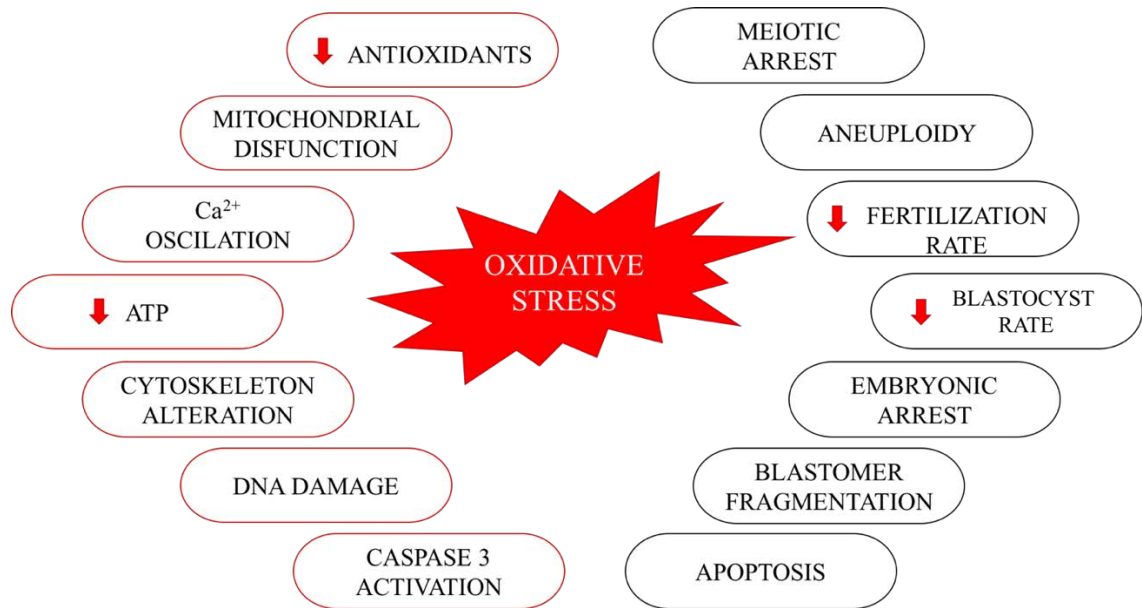 ANTIOXIDANTS
MITOCHONDRIAL
DISFUNCTION
Ca²⁺
OSCILATION
ATP
CYTOSKELETON
ALTERATION
DNA DAMAGE
CASPASE 3
ACTIVATION
OXIDATIVE
STRESS
MEIOTIC
ARREST
ANEUPLOIDY
FERTILIZATION
RATE
BLASTOCYST
RATE
EMBRYONIC
ARREST
BLASTOMER
FRAGMENTATION
APOPTOSIS